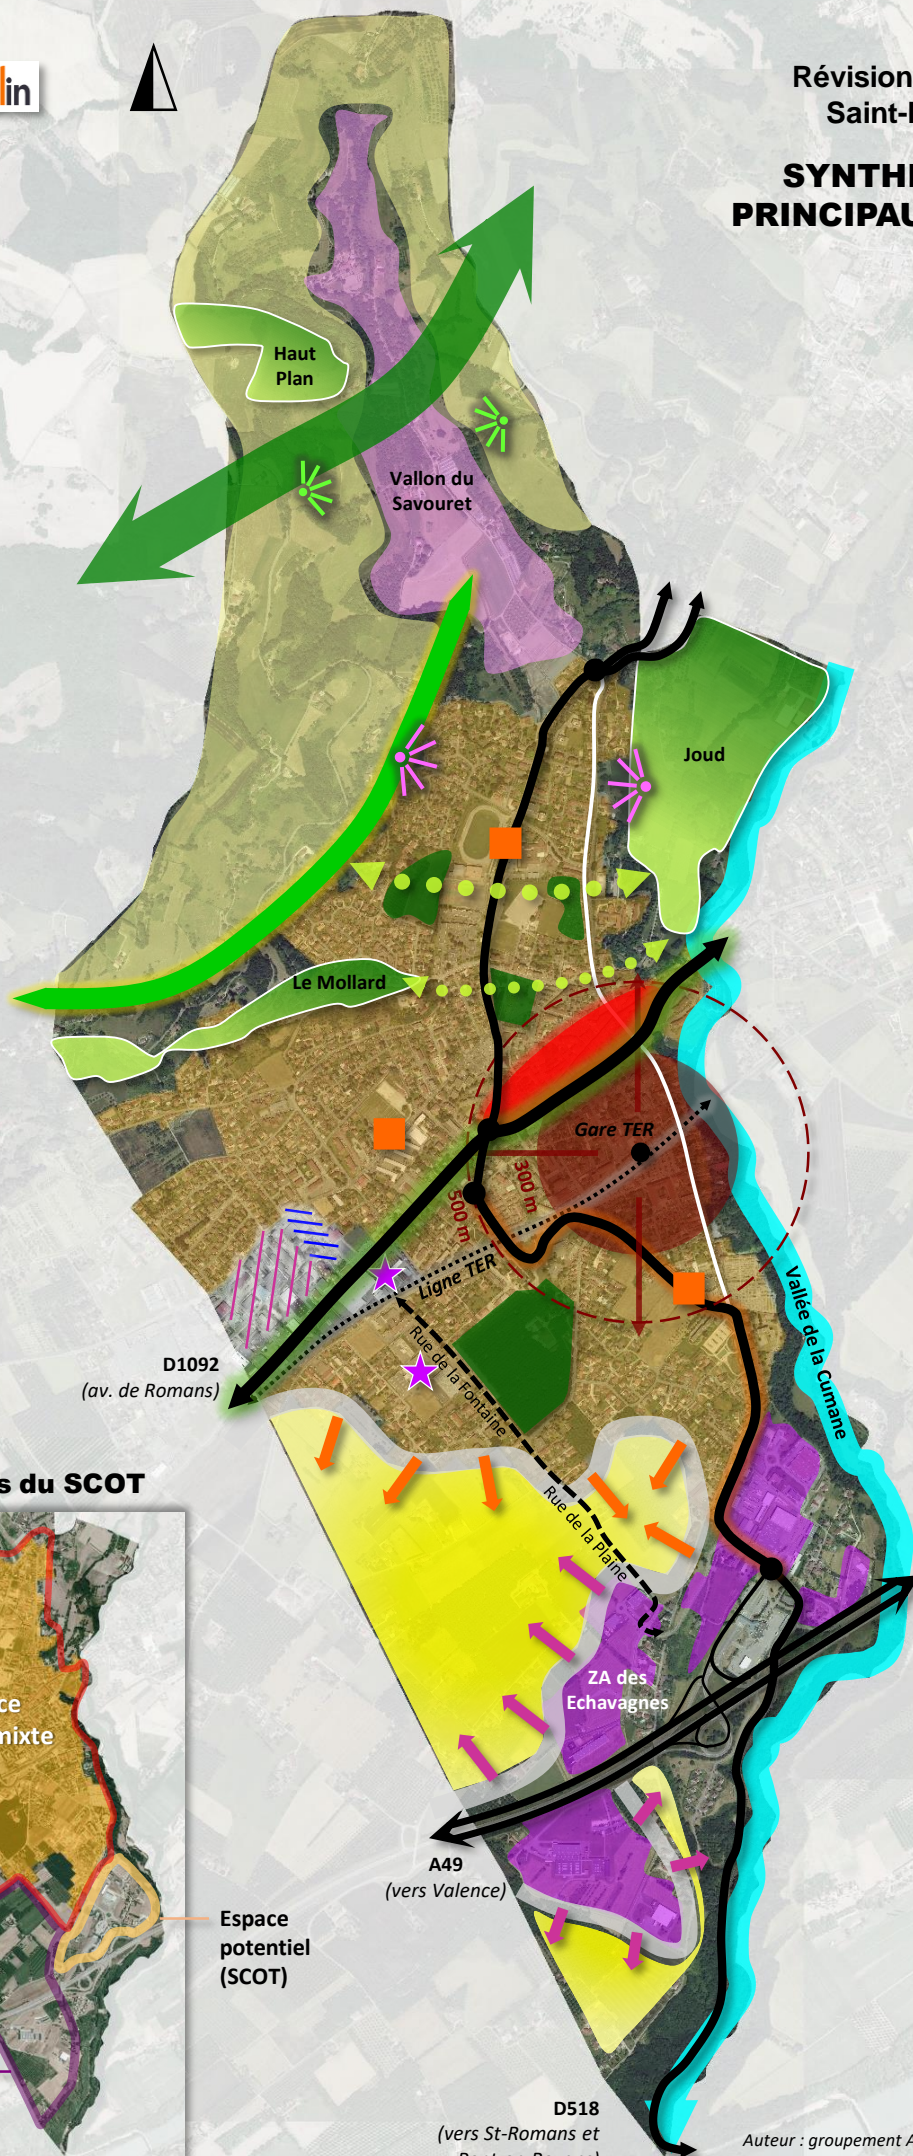 lin
Révision
Saint-
SYNTHE
PRINCIPAU
Haut
Plan
Vallon du
Savouret
Joud
Le Mollard
Gare TER
300 m
500 m
Ligne TER
Vallée de la Cumane
D1092
(av. de Romans)
Rue de la Fontaine
Rue de la Plaine
s du SCOT
ce
mixte
ZA des
Echavagnes
A49
(vers Valence)
Espace
potentiel
(SCOT)
D518
(vers St-Romans et
Auteur : groupement A